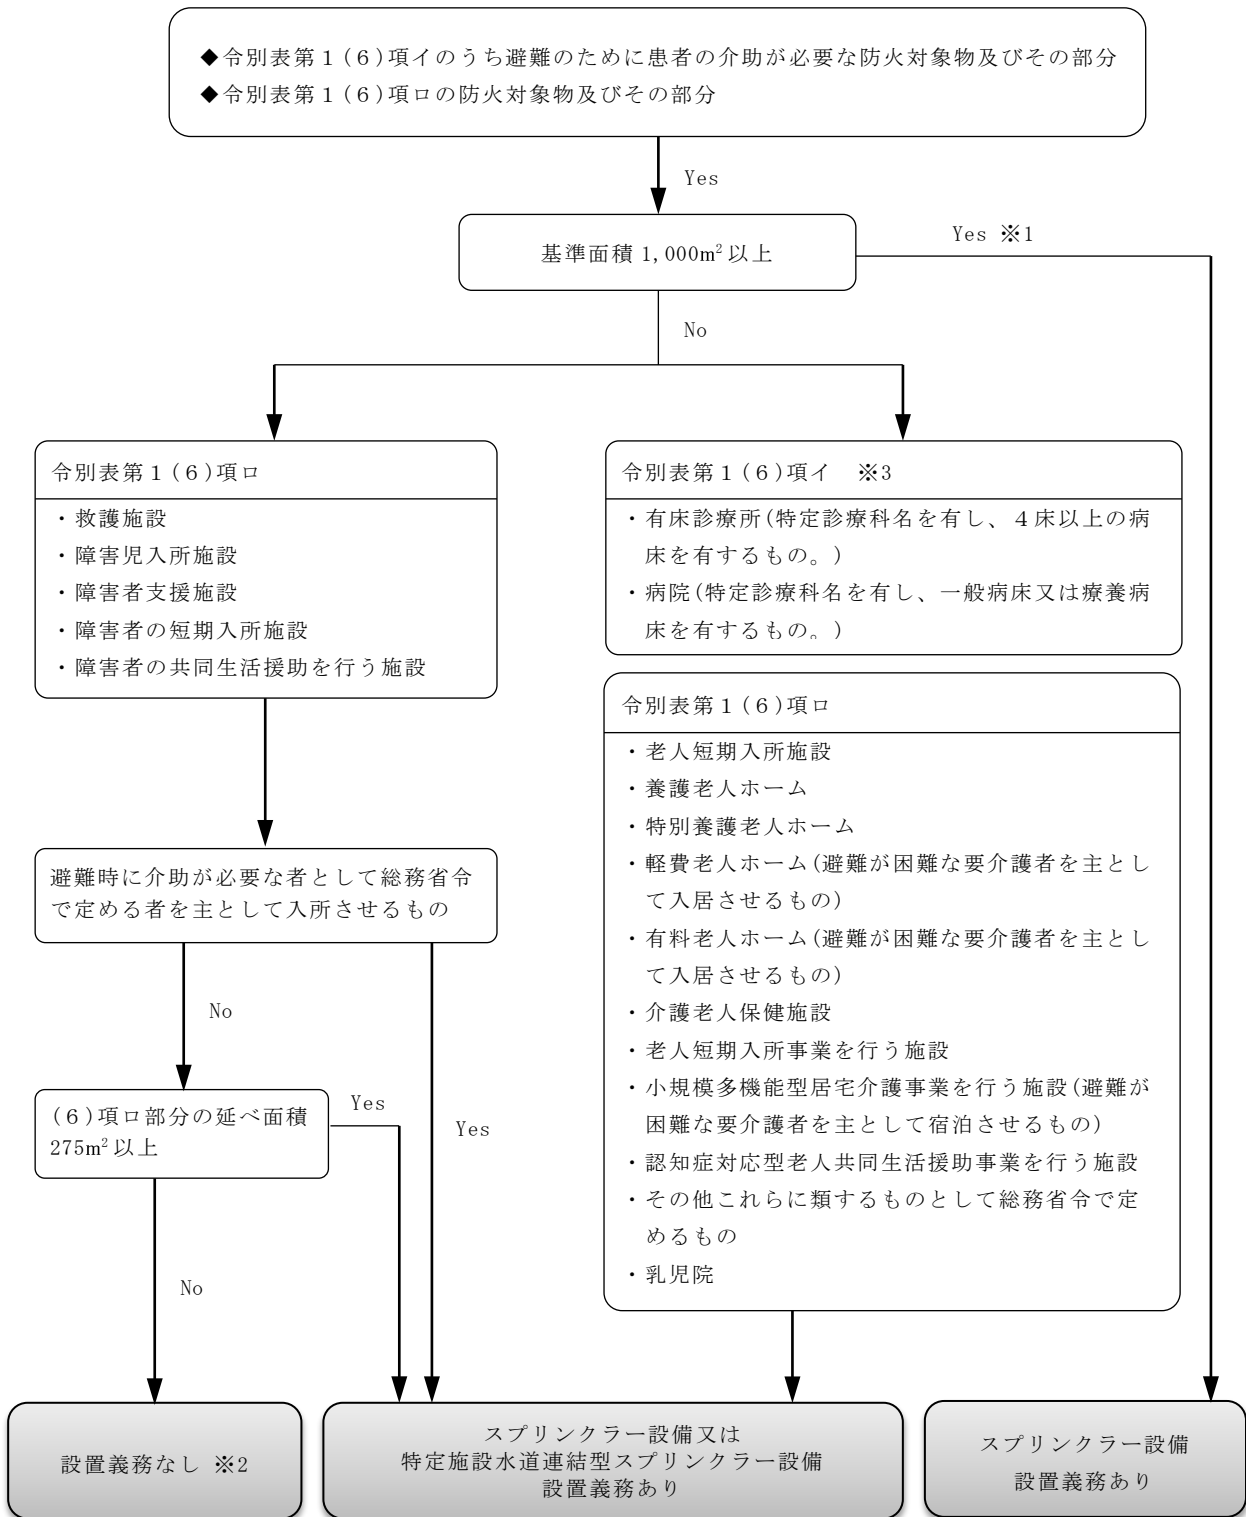 ◆令別表第１(６)項イのうち避難のために患者の介助が必要な防火対象物及びその部分
◆令別表第１(６)項ロの防火対象物及びその部分
Yes
基準面積 1,000m²以上
Yes ※1
No
令別表第１(６)項ロ
・救護施設
・障害児入所施設
・障害者支援施設
・障害者の短期入所施設
・障害者の共同生活援助を行う施設
令別表第１(６)項イ　※3
・有床診療所(特定診療科名を有し、４床以上の病
床を有するもの。)
・病院(特定診療科名を有し、一般病床又は療養病
床を有するもの。)
令別表第１(６)項ロ
・老人短期入所施設
・養護老人ホーム
・特別養護老人ホーム
・軽費老人ホーム(避難が困難な要介護者を主とし
て入居させるもの)
・有料老人ホーム(避難が困難な要介護者を主とし
て入居させるもの)
・介護老人保健施設
・老人短期入所事業を行う施設
・小規模多機能型居宅介護事業を行う施設(避難が
困難な要介護者を主として宿泊させるもの)
・認知症対応型老人共同生活援助事業を行う施設
・その他これらに類するものとして総務省令で定
めるもの
・乳児院
避難時に介助が必要な者として総務省令
で定める者を主として入所させるもの
No
Yes
(６)項ロ部分の延べ面積
275m²以上
Yes
No
設置義務なし ※2
スプリンクラー設備又は
特定施設水道連結型スプリンクラー設備
設置義務あり
スプリンクラー設備
設置義務あり